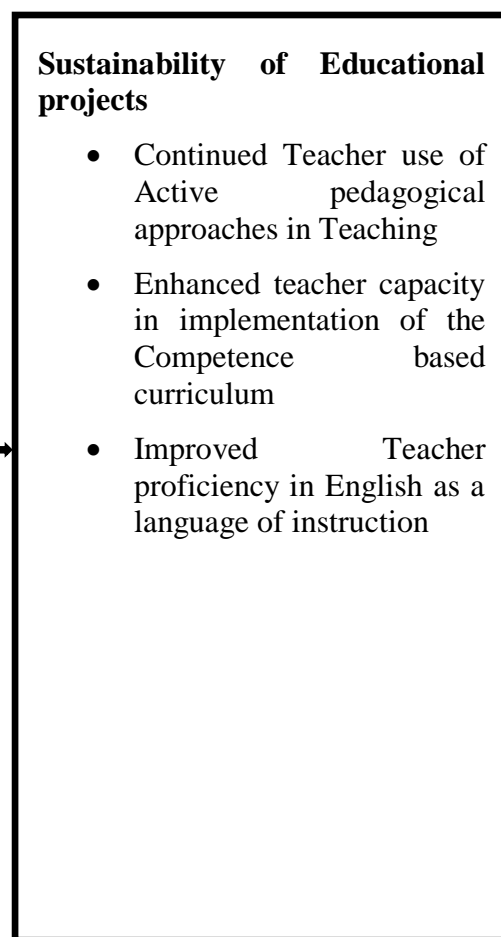 Sustainability of Educational
projects
• Continued Teacher use of
Active pedagogical
approaches in Teaching
• Enhanced teacher capacity
in implementation of the
Competence based
curriculum
• Improved Teacher
proficiency in English as a
language of instruction